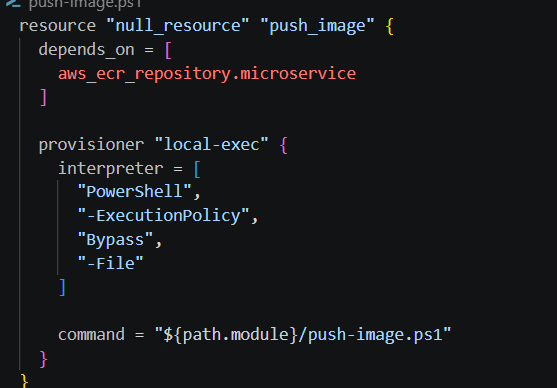 push-image.ps1
resource "null_resource" "push_image" {
  depends_on = [
    aws_ecr_repository.microservice
  ]

  provisioner "local-exec" {
    interpreter = [
      "PowerShell",
      "-ExecutionPolicy",
      "Bypass",
      "-File"
    ]

    command = "${path.module}/push-image.ps1"
  }
}